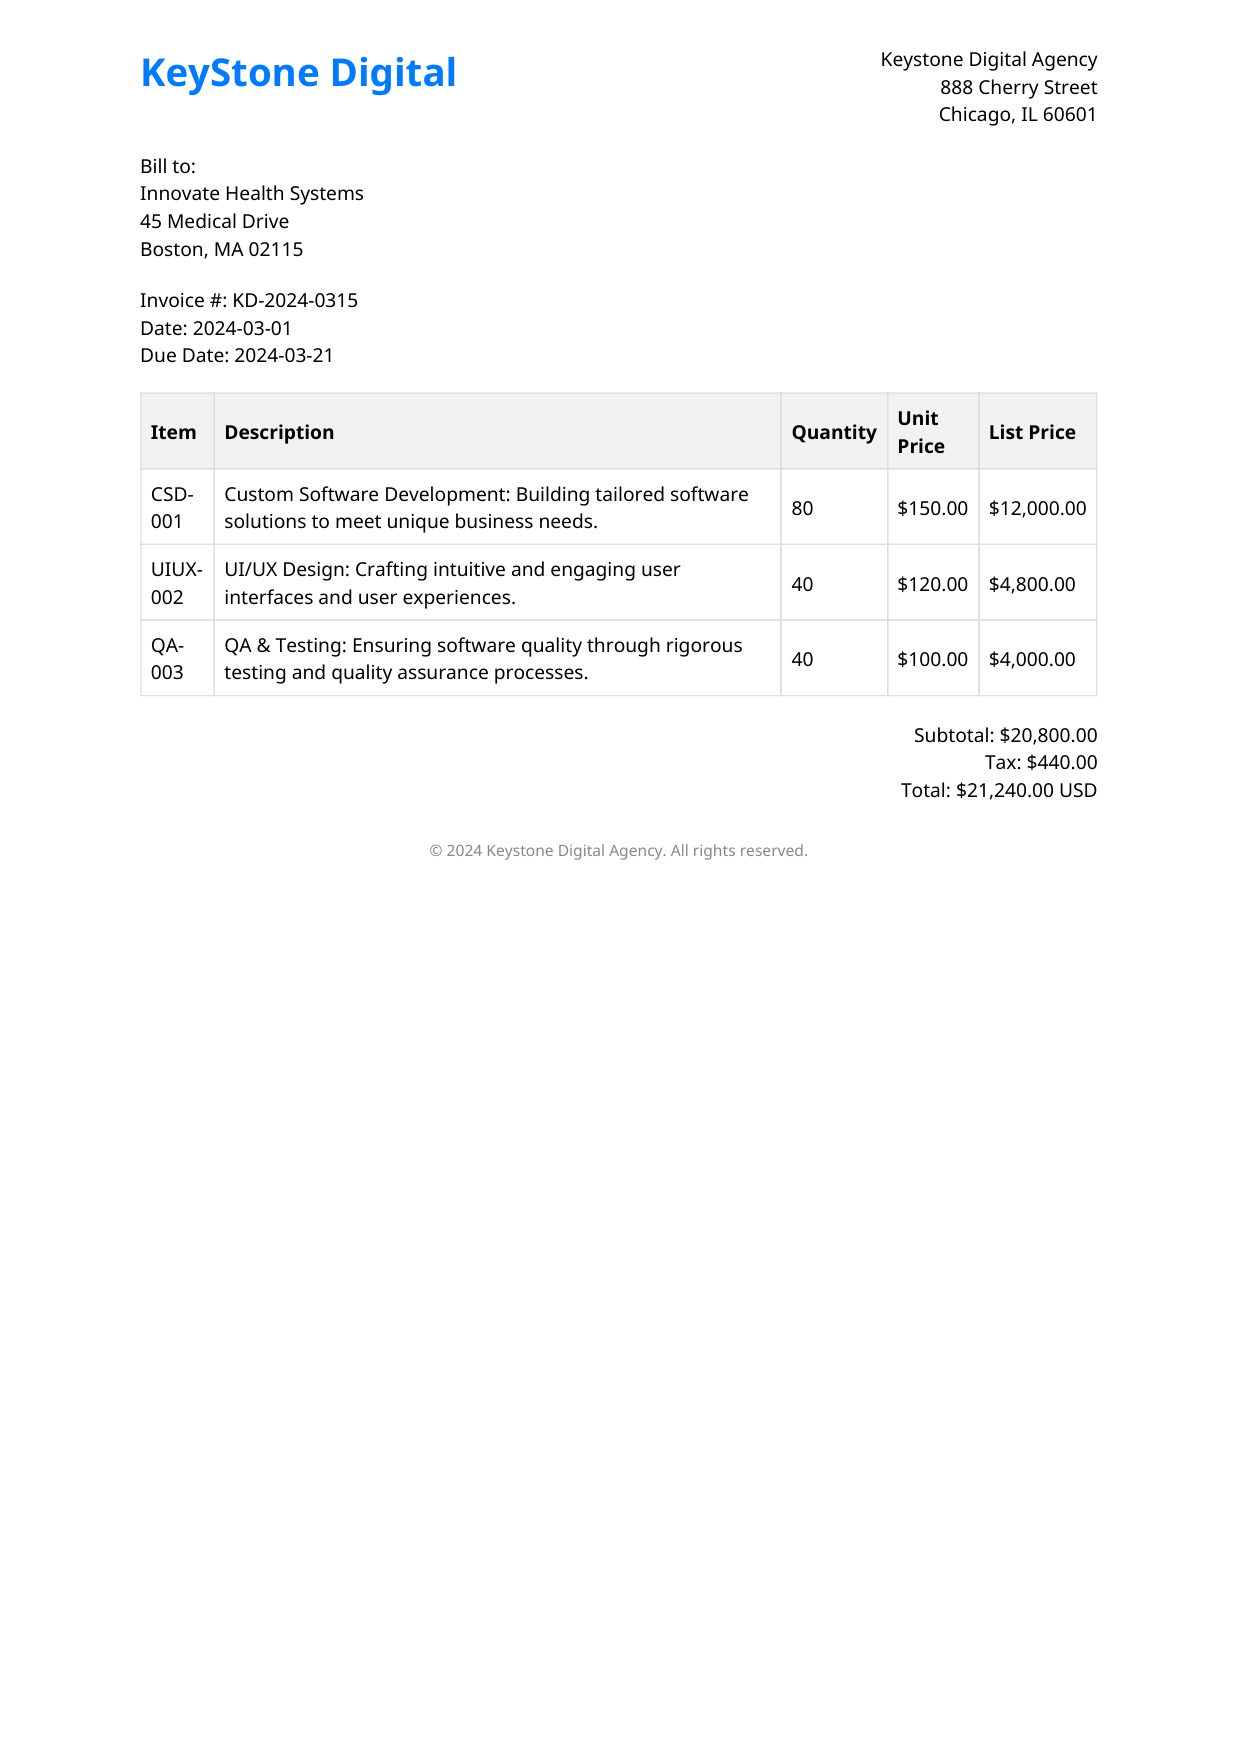 KeyStone Digital
Keystone Digital Agency
888 Cherry Street
Chicago, IL 60601
Bill to:
Innovate Health Systems
45 Medical Drive
Boston, MA 02115
Invoice #: KD-2024-0315
Date: 2024-03-01
Due Date: 2024-03-21
Item Description Quantity Unit Price List Price
CSD-001 Custom Software Development: Building tailored software solutions to meet unique business needs. 80 $150.00 $12,000.00
UIUX-002 UI/UX Design: Crafting intuitive and engaging user interfaces and user experiences. 40 $120.00 $4,800.00
QA-003 QA & Testing: Ensuring software quality through rigorous testing and quality assurance processes. 40 $100.00 $4,000.00
Subtotal: $20,800.00
Tax: $440.00
Total: $21,240.00 USD
© 2024 Keystone Digital Agency. All rights reserved.